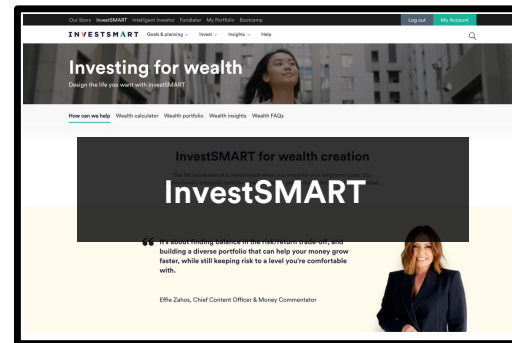 Our Story InvestSMART Intelligent Investor Fundlater My Portfolio Bootcamp Log out My Account
INVESTSMART Goals & planning Invest Insights Help
Investing for wealth
Design the life you want with InvestSMART
How can we help Wealth calculator Wealth portfolio Wealth insights Wealth FAQs
InvestSMART for wealth creation
InvestSMART
“ It's about finding balance in the risk/return trade-off, and
building a diverse portfolio that can help your money grow
faster, while still keeping risk to a level you're comfortable
with.
Effie Zahos, Chief Content Officer & Money Commentator